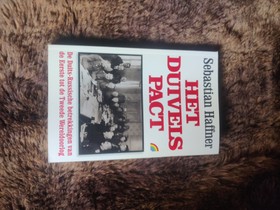 Sebastian Haffner
HET
DUIVELS
PACT
De Duits-Russische betrekkingen van
de Eerste tot de Tweede Wereldoorlog